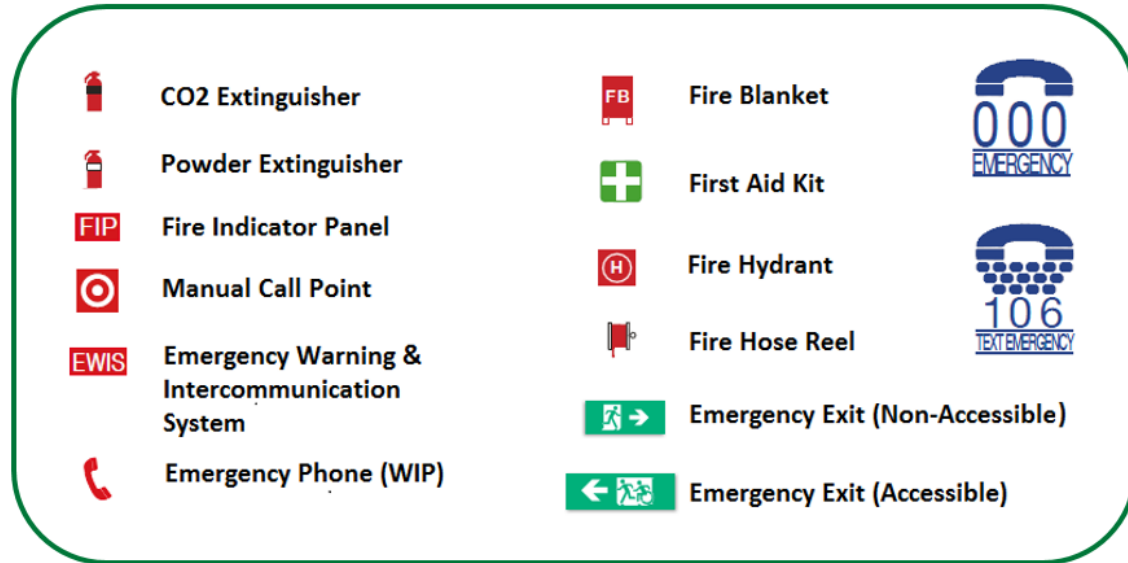 CO2 Extinguisher
Powder Extinguisher
FIP
Fire Indicator Panel
Manual Call Point
EWIS
Emergency Warning &
Intercommunication
System
Emergency Phone (WIP)
FB
Fire Blanket
First Aid Kit
H
Fire Hydrant
Fire Hose Reel
Emergency Exit (Non-Accessible)
Emergency Exit (Accessible)
000
EMERGENCY
106
TEXT EMERGENCY